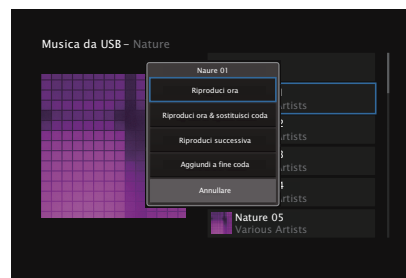 Musica da USB – Nature
Naure 01
Riproduci ora
Riproduci ora & sostituisci coda
Riproduci successiva
Aggiungi a fine coda
Annullare
Nature 05
Various Artists